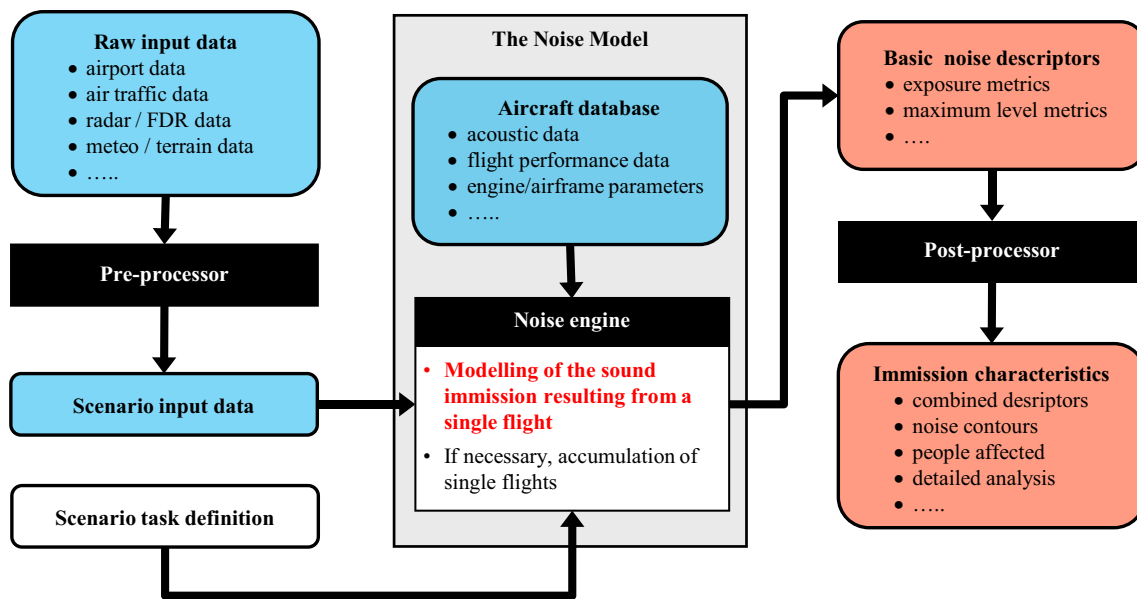 Raw input data
• airport data
• air traffic data
• radar / FDR data
• meteo / terrain data
• …..
Pre-processor
Scenario input data
Scenario task definition
The Noise Model
Aircraft database
• acoustic data
• flight performance data
• engine/airframe parameters
• …..
Noise engine
• Modelling of the sound
immission resulting from a
single flight
• If necessary, accumulation of
single flights
Basic noise descriptors
• exposure metrics
• maximum level metrics
• ….
Post-processor
Immission characteristics
• combined desriptors
• noise contours
• people affected
• detailed analysis
• …..